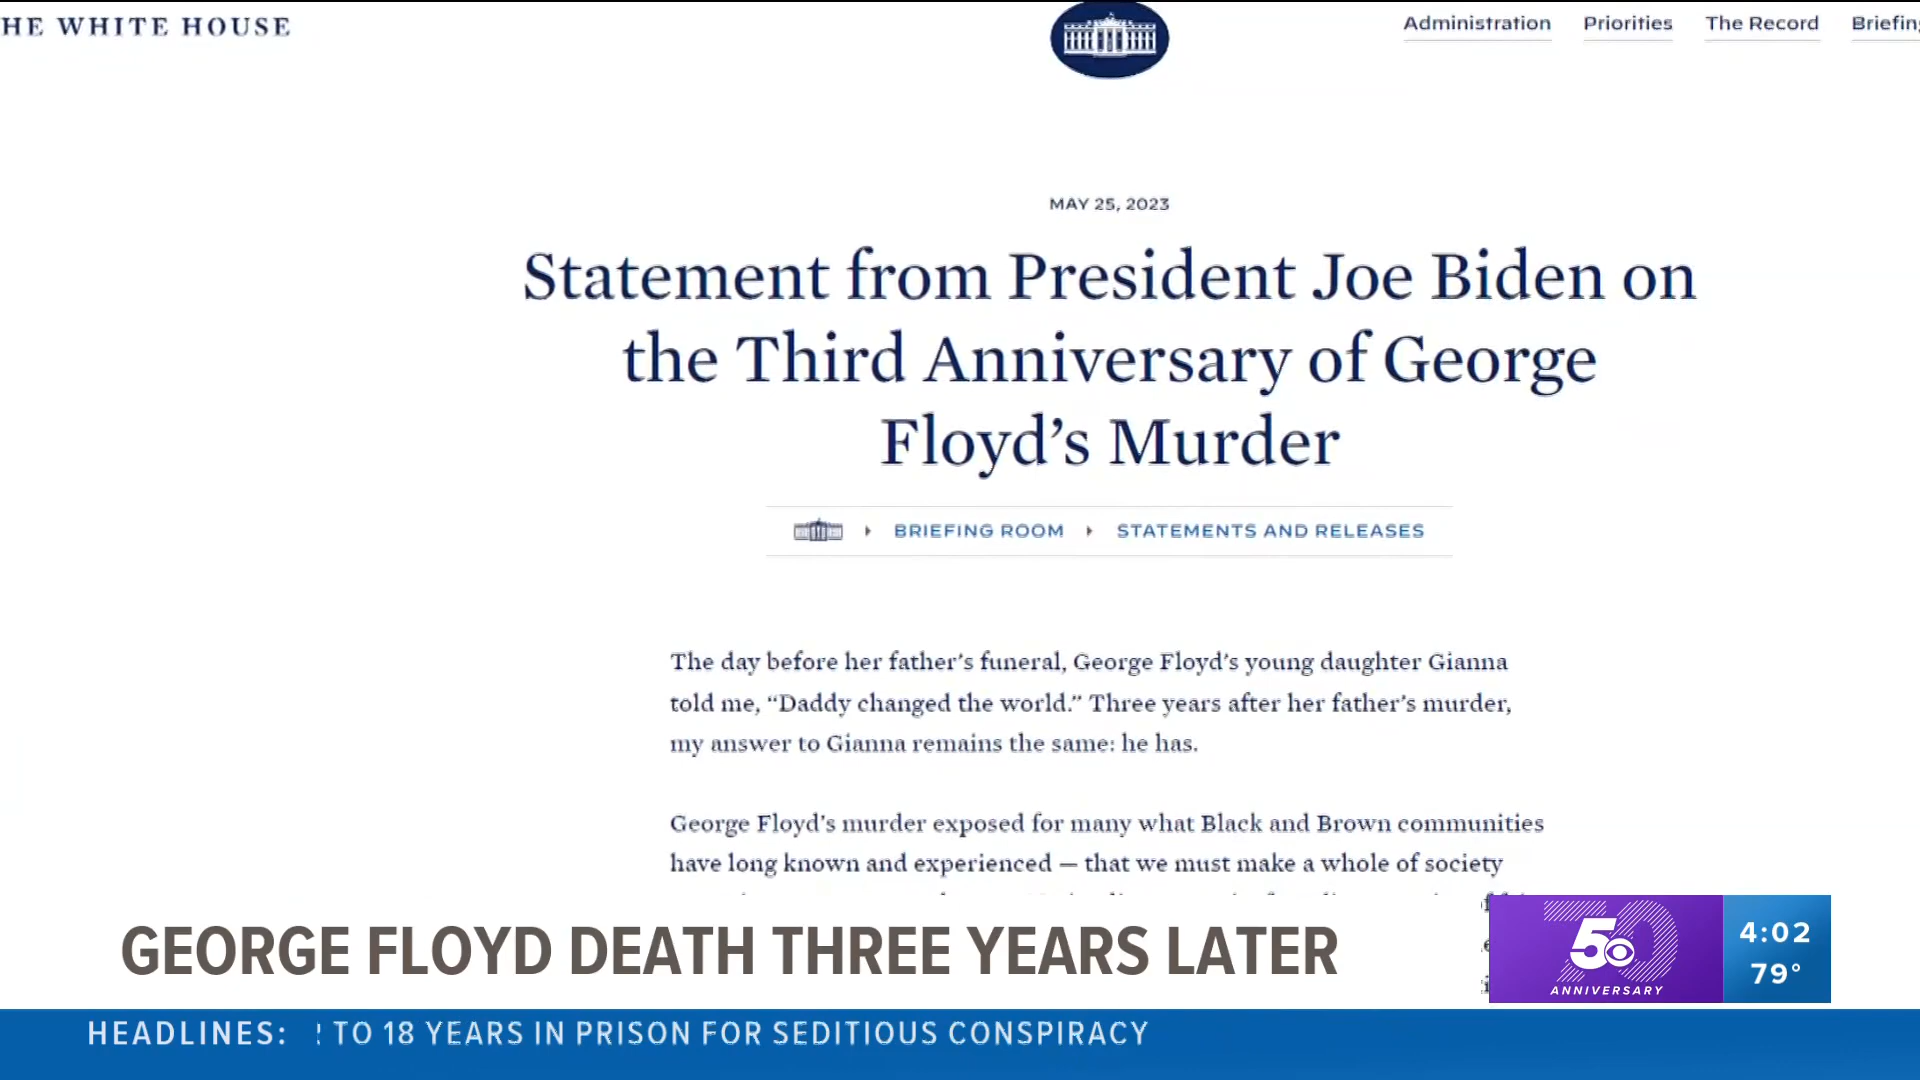 HE WHITE HOUSE
Administration Priorities The Record Briefing
MAY 25, 2023
Statement from President Joe Biden on
the Third Anniversary of George
Floyd’s Murder
BRIEFING ROOM STATEMENTS AND RELEASES
The day before her father’s funeral, George Floyd’s young daughter Gianna
told me, “Daddy changed the world.” Three years after her father’s murder,
my answer to Gianna remains the same: he has.
George Floyd’s murder exposed for many what Black and Brown communities
have long known and experienced — that we must make a whole of society
GEORGE FLOYD DEATH THREE YEARS LATER
70
5
ANNIVERSARY
4:02
79°
HEADLINES: TO 18 YEARS IN PRISON FOR SEDITIOUS CONSPIRACY